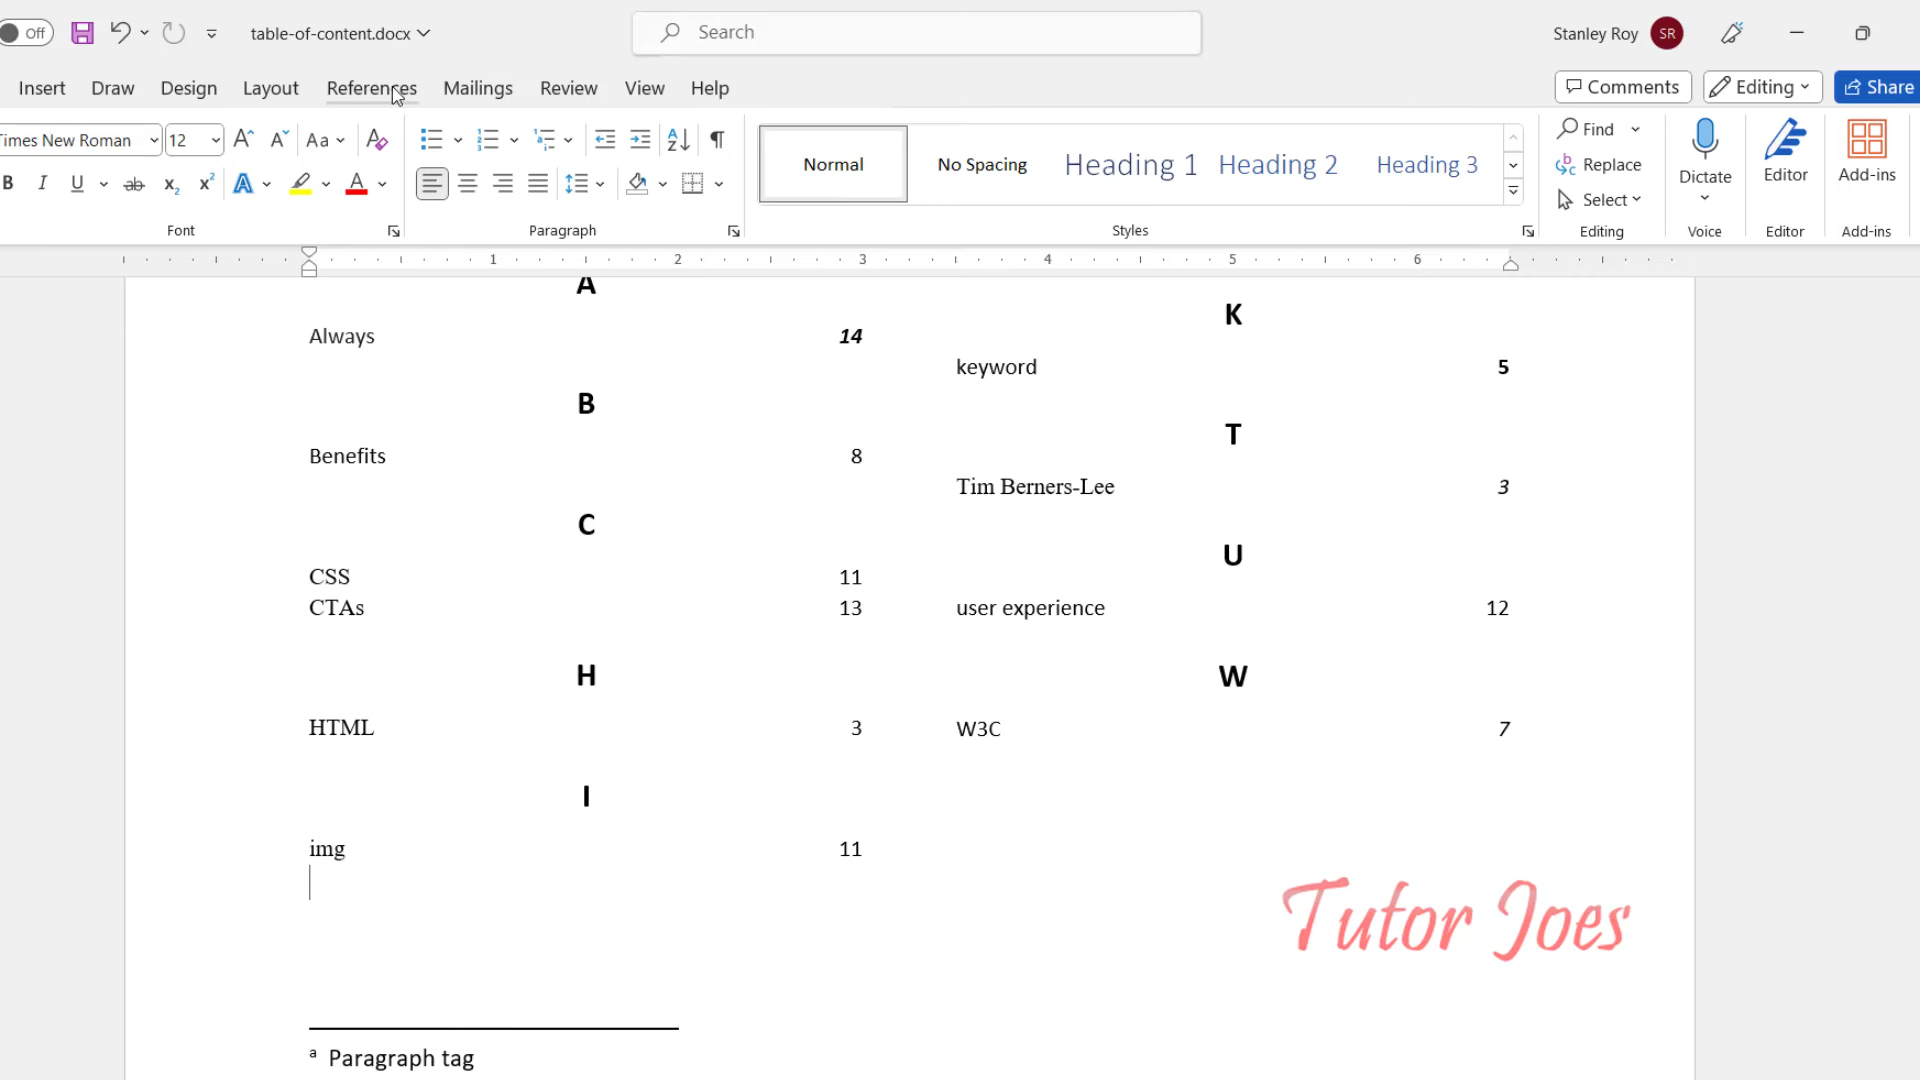 Off
table-of-content.docx
Search
Stanley Roy
SR
Insert
Draw
Design
Layout
References
Mailings
Review
View
Help
Comments
Editing
Share
Times New Roman
12
Aa
Normal
No Spacing
Heading 1
Heading 2
Heading 3
Find
Replace
Select
Dictate
Editor
Add-ins
Font
Paragraph
Styles
Editing
Voice
Editor
Add-ins
1 2 3 4 5 6
A
Always 14
B
Benefits 8
C
CSS 11
CTAs 13
H
HTML 3
I
img 11
K
keyword 5
T
Tim Berners-Lee 3
U
user experience 12
W
W3C 7
Tutor Joes
a Paragraph tag